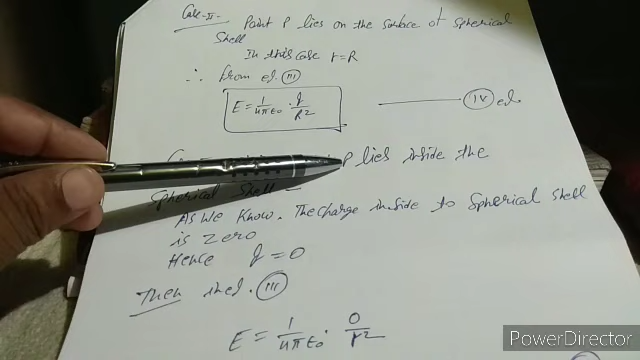 Case-II- Point P lies on the surface of spherical
Shell
In this case r=R
∴ from eq. (III)
E = 1/4πε₀ · q/R² ——— (IV) eq.
P lies inside the
Spherical Shell -
As we know. The charge inside to Spherical shell
is zero
Hence q = 0
Then in eq. (III)
E = 1/4πε₀ · 0/r²
PowerDirector